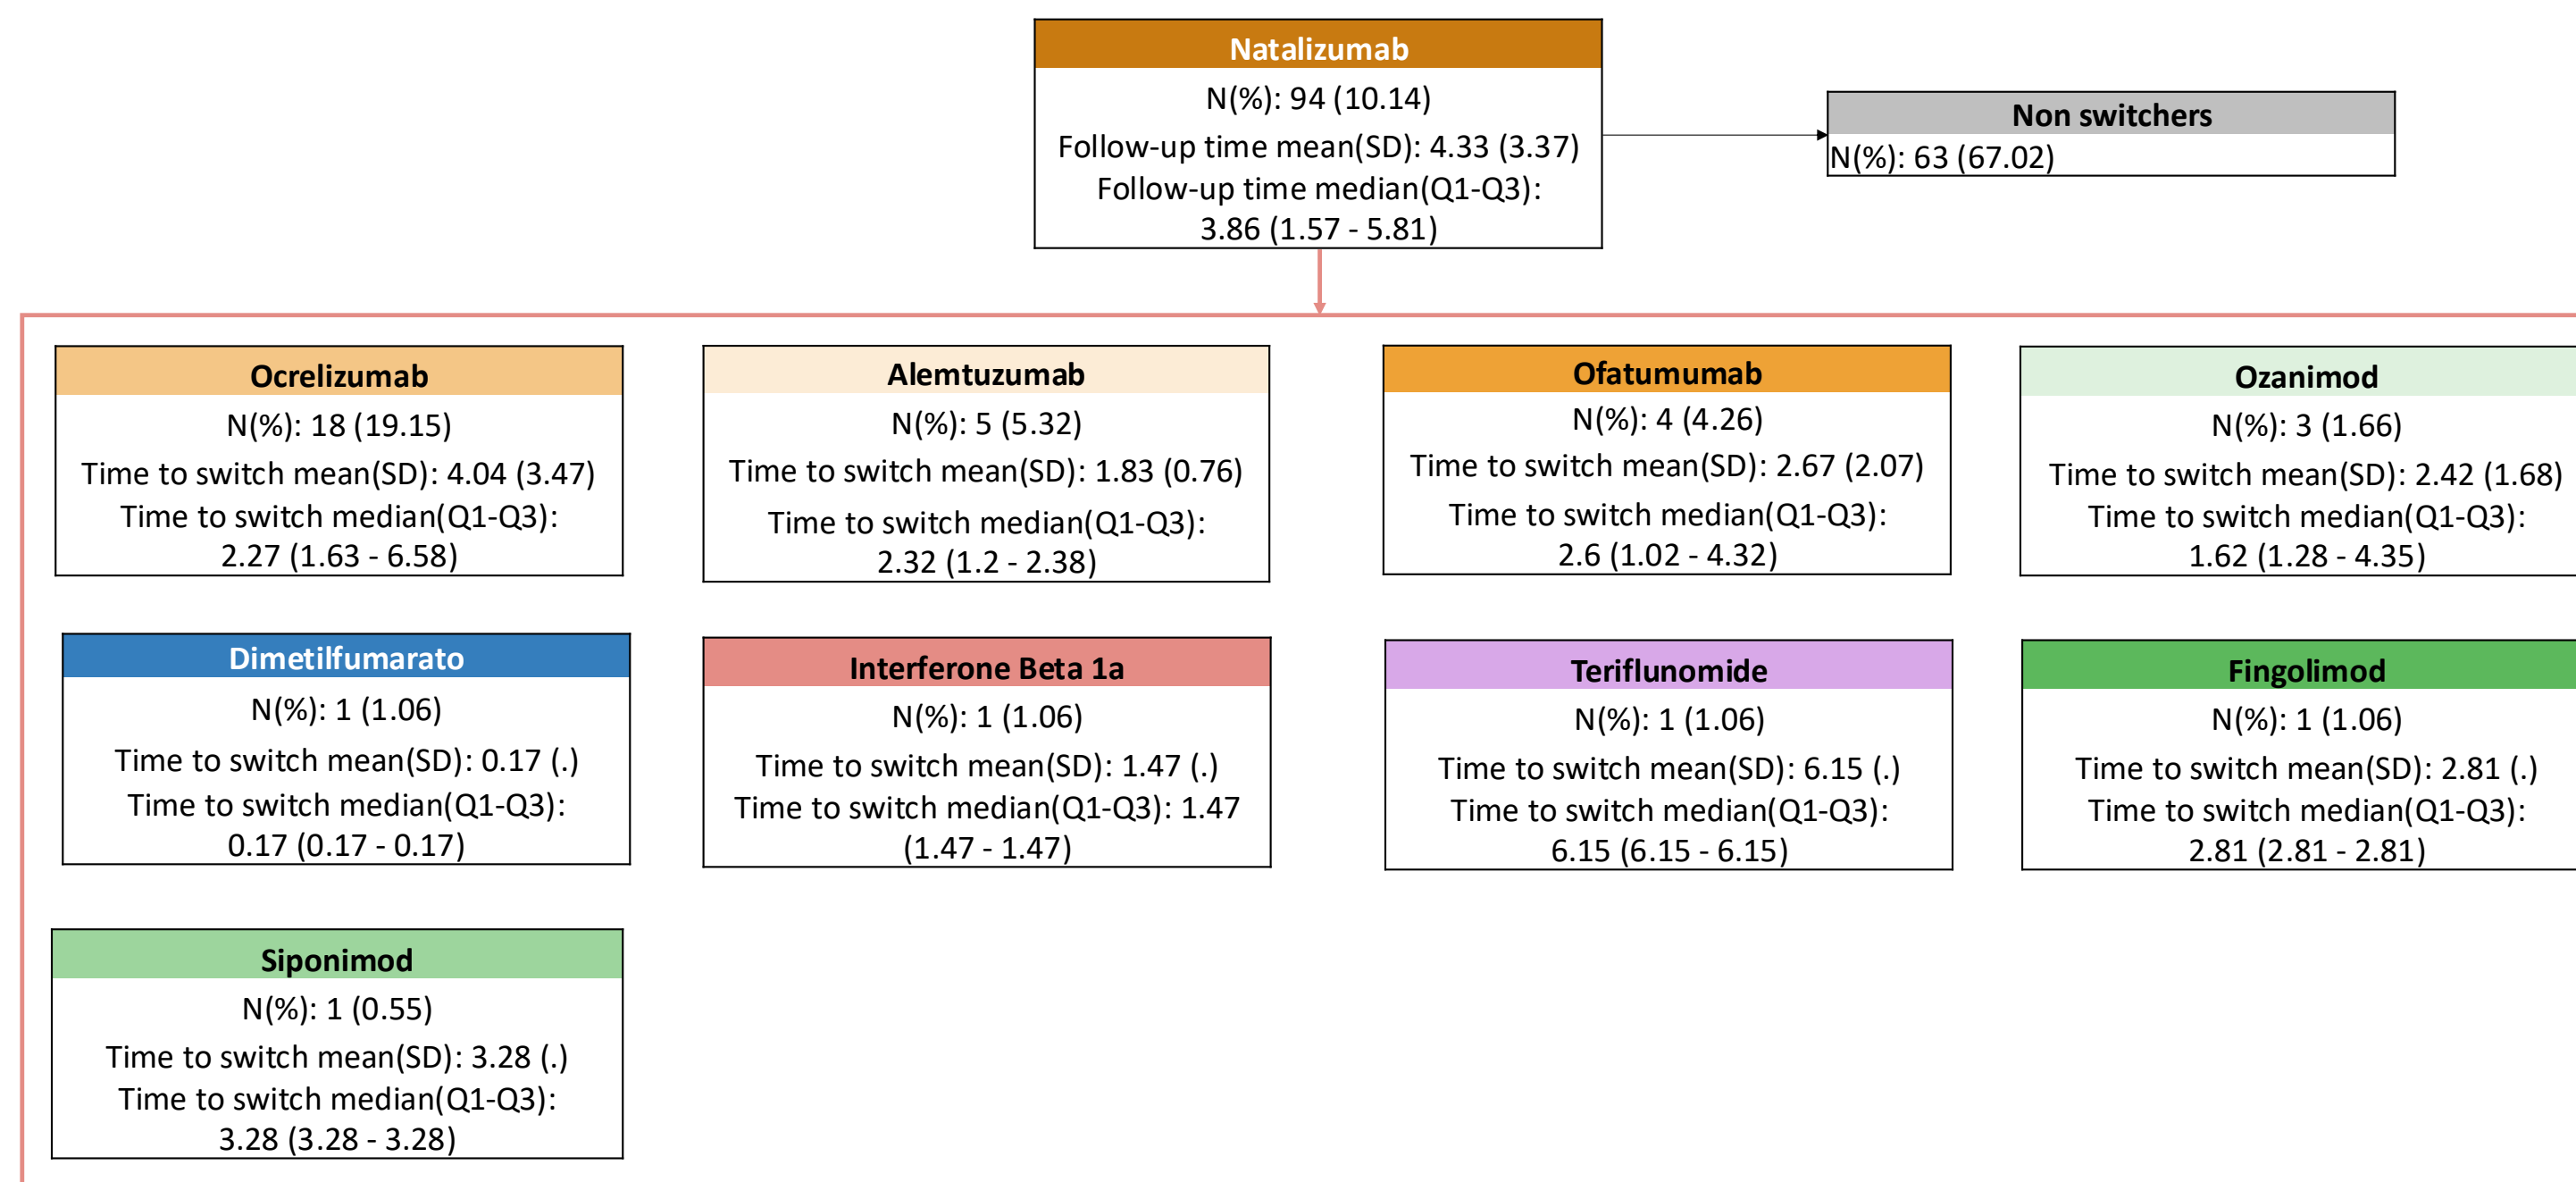 Natalizumab
N(%): 94 (10.14)
Follow-up time mean(SD): 4.33 (3.37)
Follow-up time median(Q1-Q3):
3.86 (1.57 - 5.81)
Non switchers
N(%): 63 (67.02)
Ocrelizumab
N(%): 18 (19.15)
Time to switch mean(SD): 4.04 (3.47)
Time to switch median(Q1-Q3):
2.27 (1.63 - 6.58)
Alemtuzumab
N(%): 5 (5.32)
Time to switch mean(SD): 1.83 (0.76)
Time to switch median(Q1-Q3):
2.32 (1.2 - 2.38)
Ofatumumab
N(%): 4 (4.26)
Time to switch mean(SD): 2.67 (2.07)
Time to switch median(Q1-Q3):
2.6 (1.02 - 4.32)
Ozanimod
N(%): 3 (1.66)
Time to switch mean(SD): 2.42 (1.68)
Time to switch median(Q1-Q3):
1.62 (1.28 - 4.35)
Dimetilfumarato
N(%): 1 (1.06)
Time to switch mean(SD): 0.17 (.)
Time to switch median(Q1-Q3):
0.17 (0.17 - 0.17)
Interferone Beta 1a
N(%): 1 (1.06)
Time to switch mean(SD): 1.47 (.)
Time to switch median(Q1-Q3): 1.47
(1.47 - 1.47)
Teriflunomide
N(%): 1 (1.06)
Time to switch mean(SD): 6.15 (.)
Time to switch median(Q1-Q3):
6.15 (6.15 - 6.15)
Fingolimod
N(%): 1 (1.06)
Time to switch mean(SD): 2.81 (.)
Time to switch median(Q1-Q3):
2.81 (2.81 - 2.81)
Siponimod
N(%): 1 (0.55)
Time to switch mean(SD): 3.28 (.)
Time to switch median(Q1-Q3):
3.28 (3.28 - 3.28)